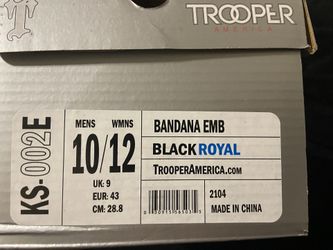 TROOPER
AMERICA
KS-002E
MENS WMNS
10/12
UK: 9
EUR: 43
CM: 28.8
BANDANA EMB
BLACK ROYAL
TROOPERAMERICA.COM
2104
MADE IN CHINA